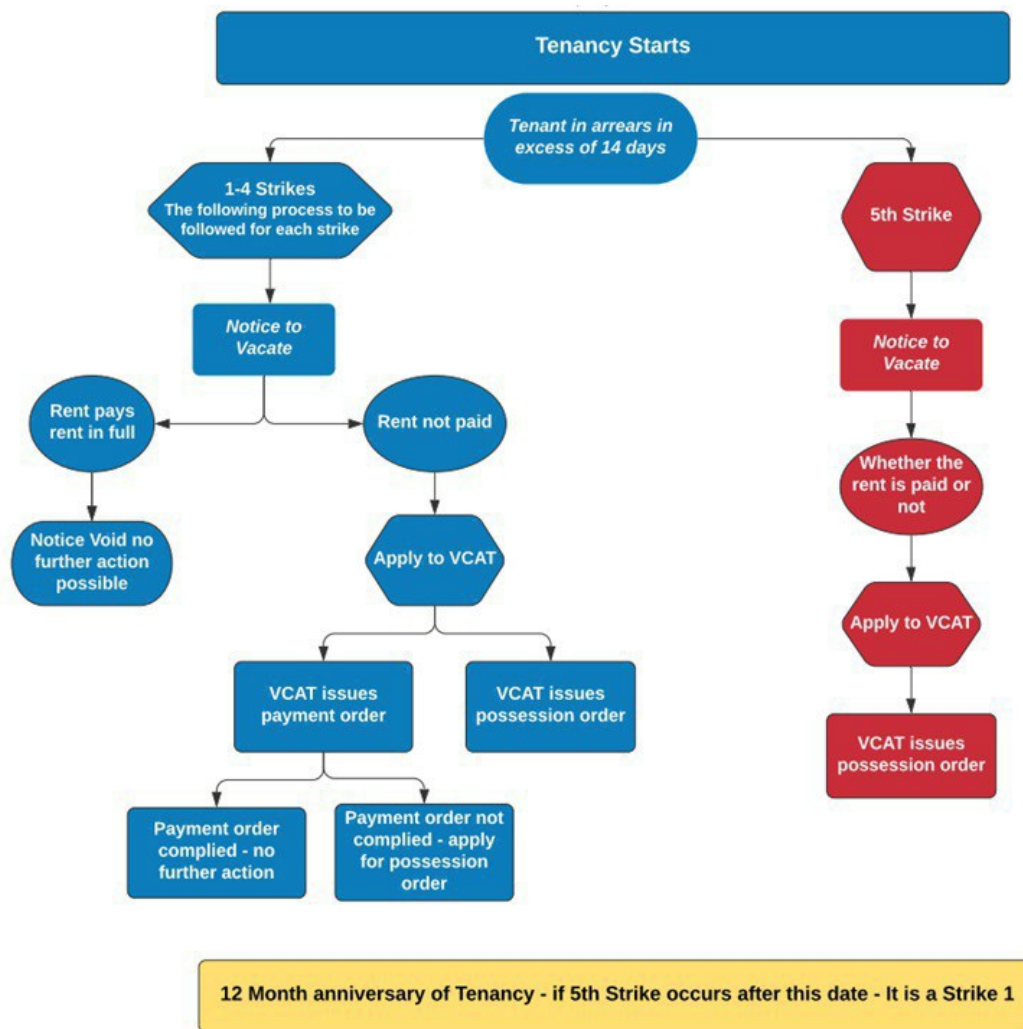 Tenancy Starts
Tenant in arrears in
excess of 14 days
1-4 Strikes
The following process to be
followed for each strike
5th Strike
Notice to
Vacate
Notice to
Vacate
Rent pays
rent in full
Rent not paid
Whether the
rent is paid or
not
Notice Void no
further action
possible
Apply to VCAT
Apply to VCAT
VCAT issues
payment order
VCAT issues
possession order
VCAT issues
possession order
Payment order
complied - no
further action
Payment order not
complied - apply
for possession
order
12 Month anniversary of Tenancy - if 5th Strike occurs after this date - It is a Strike 1